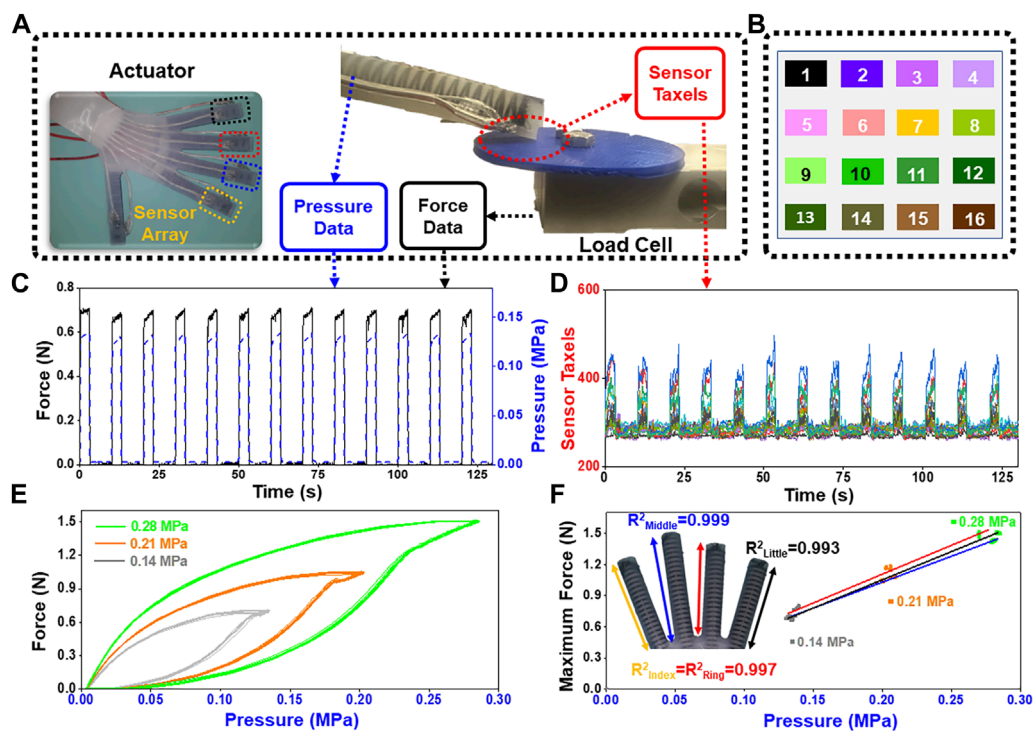 A
Actuator
Sensor
Array
Pressure
Data
Force
Data
Sensor
Taxels
Load Cell
B
1 2 3 4
5 6 7 8
9 10 11 12
13 14 15 16
C
Force (N)
0.8
0.6
0.4
0.2
0.0
0 25 50 75 100 125
Time (s)
0.15
0.10
0.05
0.00
Pressure (MPa)
D
Sensor Taxels
600
400
200
0 25 50 75 100 125
Time (s)
E
Force (N)
1.5
1.2
0.9
0.6
0.3
0.0
0.28 MPa
0.21 MPa
0.14 MPa
0.0 0.05 0.10 0.15 0.20 0.25 0.30
Pressure (MPa)
F
Maximum Force (N)
1.8
1.5
1.2
0.9
0.6
0.3
0.0
R²Middle=0.999
R²Little=0.993
R²Index=R²Ring=0.997
0.28 MPa
0.21 MPa
0.14 MPa
0.00 0.05 0.10 0.15 0.20 0.25 0.30
Pressure (MPa)